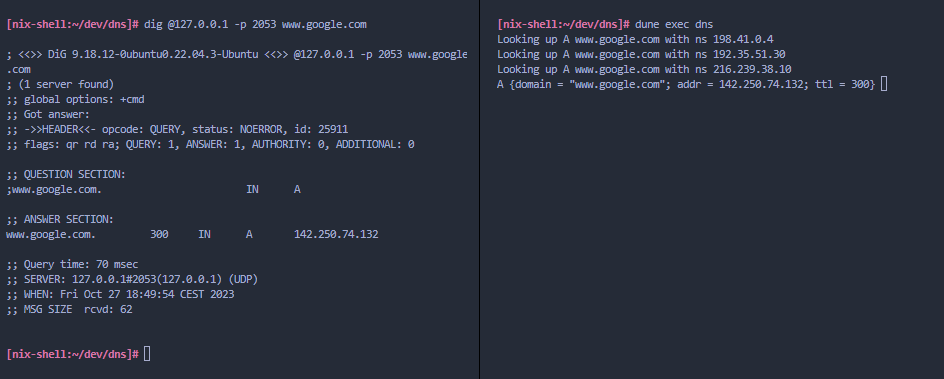 [nix-shell:~/dev/dns]# dig @127.0.0.1 -p 2053 www.google.com

; <<>> DiG 9.18.12-0ubuntu0.22.04.3-Ubuntu <<>> @127.0.0.1 -p 2053 www.google
.com
; (1 server found)
;; global options: +cmd
;; Got answer:
;; ->>HEADER<<- opcode: QUERY, status: NOERROR, id: 25911
;; flags: qr rd ra; QUERY: 1, ANSWER: 1, AUTHORITY: 0, ADDITIONAL: 0

;; QUESTION SECTION:
;www.google.com. IN A

;; ANSWER SECTION:
www.google.com. 300 IN A 142.250.74.132

;; Query time: 70 msec
;; SERVER: 127.0.0.1#2053(127.0.0.1) (UDP)
;; WHEN: Fri Oct 27 18:49:54 CEST 2023
;; MSG SIZE rcvd: 62

[nix-shell:~/dev/dns]#

[nix-shell:~/dev/dns]# dune exec dns
Looking up A www.google.com with ns 198.41.0.4
Looking up A www.google.com with ns 192.35.51.30
Looking up A www.google.com with ns 216.239.38.10
A {domain = "www.google.com"; addr = 142.250.74.132; ttl = 300}